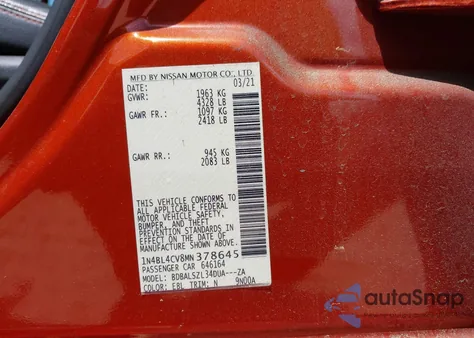 MFD BY NISSAN MOTOR CO., LTD.
DATE: 03/21
GVWR: 1963 KG
4328 LB
GAWR FR.: 1097 KG
2418 LB
GAWR RR.: 945 KG
2083 LB
THIS VEHICLE CONFORMS TO
ALL APPLICABLE FEDERAL
MOTOR VEHICLE SAFETY,
BUMPER, AND THEFT
PREVENTION STANDARDS IN
EFFECT ON THE DATE OF
MANUFACTURE SHOWN ABOVE.
1N4BL4CV8MN378645
PASSENGER CAR 646164
MODEL: BDBALSZL34DUA---ZA
COLOR: EBL TRIM: N 9N00A
autoSnap